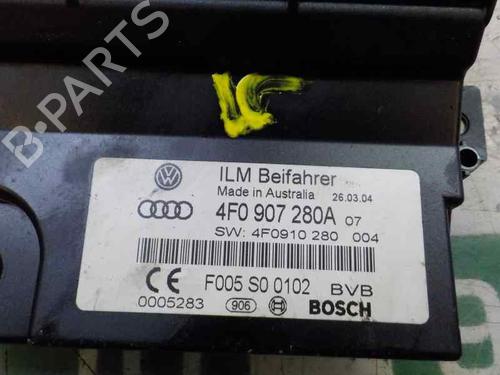 B-PARTS
ILM Beifahrer
Made in Australia 26.03.04
4F0 907 280A 07
SW: 4F0910 280 004
CE F005 S0 0102 BVB
0005283 906 BOSCH